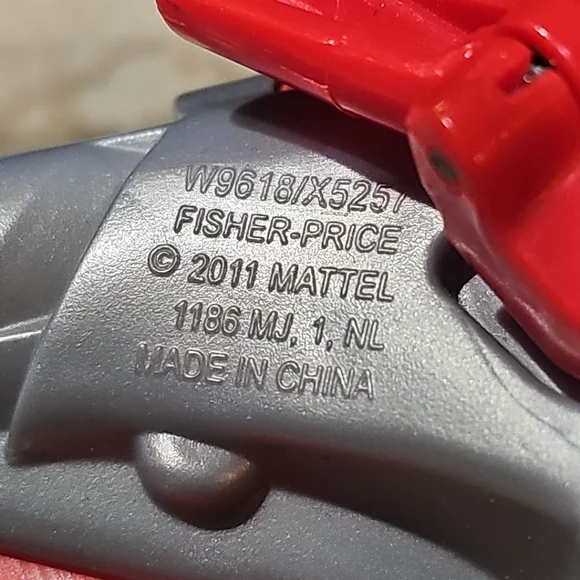 W9618/X5257
FISHER-PRICE
© 2011 MATTEL
1186 MJ, 1, NL
MADE IN CHINA